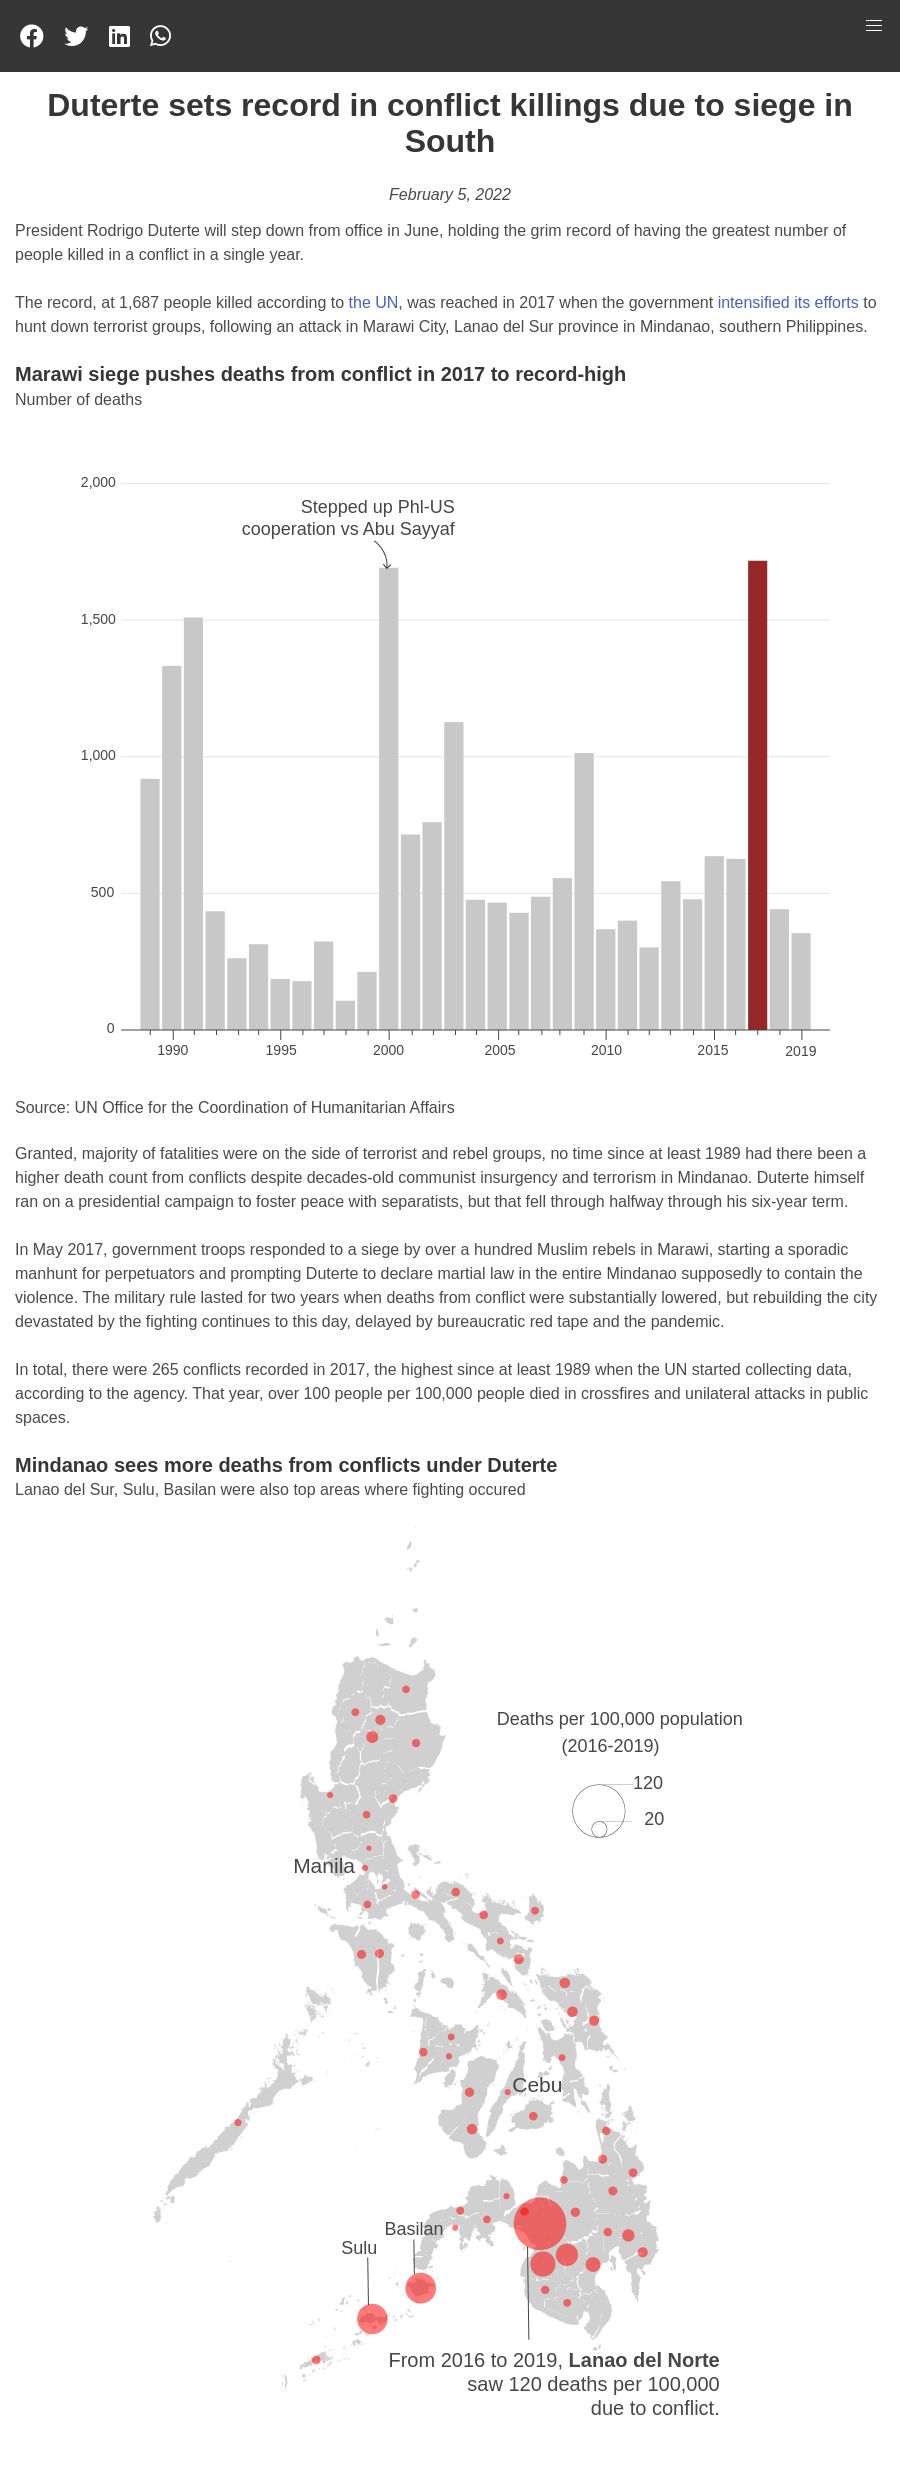 Duterte sets record in conflict killings due to siege in
South
February 5, 2022
President Rodrigo Duterte will step down from office in June, holding the grim record of having the greatest number of
people killed in a conflict in a single year.
The record, at 1,687 people killed according to the UN, was reached in 2017 when the government intensified its efforts to
hunt down terrorist groups, following an attack in Marawi City, Lanao del Sur province in Mindanao, southern Philippines.
Marawi siege pushes deaths from conflict in 2017 to record-high
Number of deaths
2,000
Stepped up Phl-US
cooperation vs Abu Sayyaf
1,500
1,000
500
0
1990 1995 2000 2005 2010 2015 2019
Source: UN Office for the Coordination of Humanitarian Affairs
Granted, majority of fatalities were on the side of terrorist and rebel groups, no time since at least 1989 had there been a
higher death count from conflicts despite decades-old communist insurgency and terrorism in Mindanao. Duterte himself
ran on a presidential campaign to foster peace with separatists, but that fell through halfway through his six-year term.
In May 2017, government troops responded to a siege by over a hundred Muslim rebels in Marawi, starting a sporadic
manhunt for perpetuators and prompting Duterte to declare martial law in the entire Mindanao supposedly to contain the
violence. The military rule lasted for two years when deaths from conflict were substantially lowered, but rebuilding the city
devastated by the fighting continues to this day, delayed by bureaucratic red tape and the pandemic.
In total, there were 265 conflicts recorded in 2017, the highest since at least 1989 when the UN started collecting data,
according to the agency. That year, over 100 people per 100,000 people died in crossfires and unilateral attacks in public
spaces.
Mindanao sees more deaths from conflicts under Duterte
Lanao del Sur, Sulu, Basilan were also top areas where fighting occured
Deaths per 100,000 population
(2016-2019)
120
20
Manila
Cebu
Basilan
Sulu
From 2016 to 2019, Lanao del Norte
saw 120 deaths per 100,000
due to conflict.